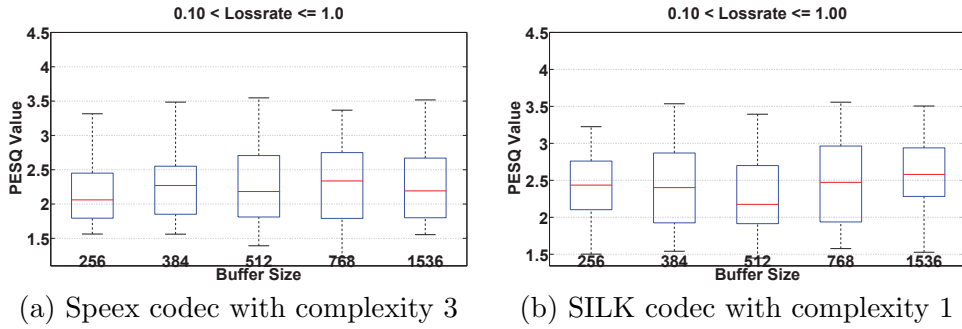 0.10 < Lossrate <= 1.0
4.5
4
3.5
3
2.5
2
1.5
PESQ Value
256 384 512 768 1536
Buffer Size
(a) Speex codec with complexity 3
0.10 < Lossrate <= 1.00
4.5
4
3.5
3
2.5
2
1.5
PESQ Value
256 384 512 768 1536
Buffer Size
(b) SILK codec with complexity 1